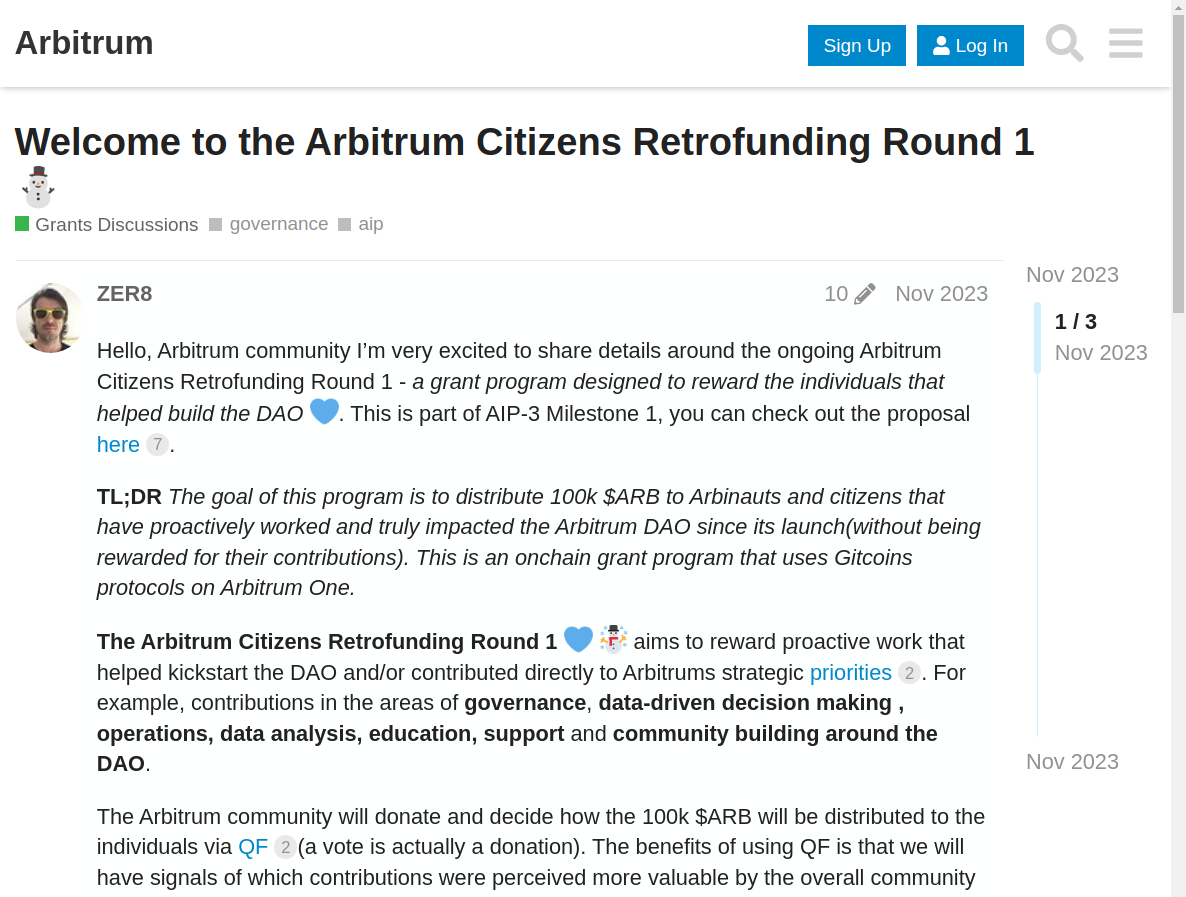 Arbitrum
Sign Up
Log In
Welcome to the Arbitrum Citizens Retrofunding Round 1
Grants Discussions governance aip
ZER8
10 Nov 2023
Hello, Arbitrum community I’m very excited to share details around the ongoing Arbitrum
Citizens Retrofunding Round 1 - a grant program designed to reward the individuals that
helped build the DAO . This is part of AIP-3 Milestone 1, you can check out the proposal
here 7 .
TL;DR The goal of this program is to distribute 100k $ARB to Arbinauts and citizens that
have proactively worked and truly impacted the Arbitrum DAO since its launch(without being
rewarded for their contributions). This is an onchain grant program that uses Gitcoins
protocols on Arbitrum One.
The Arbitrum Citizens Retrofunding Round 1 aims to reward proactive work that
helped kickstart the DAO and/or contributed directly to Arbitrums strategic priorities 2 . For
example, contributions in the areas of governance, data-driven decision making ,
operations, data analysis, education, support and community building around the
DAO.
The Arbitrum community will donate and decide how the 100k $ARB will be distributed to the
individuals via QF 2 (a vote is actually a donation). The benefits of using QF is that we will
have signals of which contributions were perceived more valuable by the overall community
Nov 2023
1 / 3
Nov 2023
Nov 2023